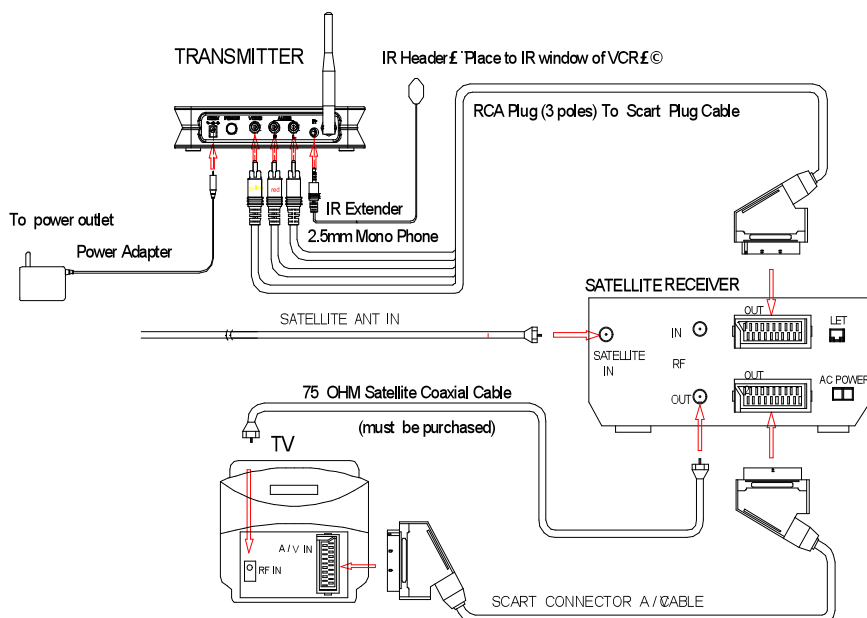 TRANSMITTER
IR Header£ ¨Place to IR window of VCR£ ©
RCA Plug (3 poles) To Scart Plug Cable
POWER VIDEO AUDIO
red
IR Extender
2.5mm Mono Phone
To power outlet
Power Adapter
SATELLITE RECEIVER
SATELLITE ANT IN
SATELLITE
IN
IN
RF
OUT
OUT
OUT
LET
AC POWER
75 OHM Satellite Coaxial Cable
(must be purchased)
TV
A / V IN
RF IN
SCART CONNECTOR A /CABLE